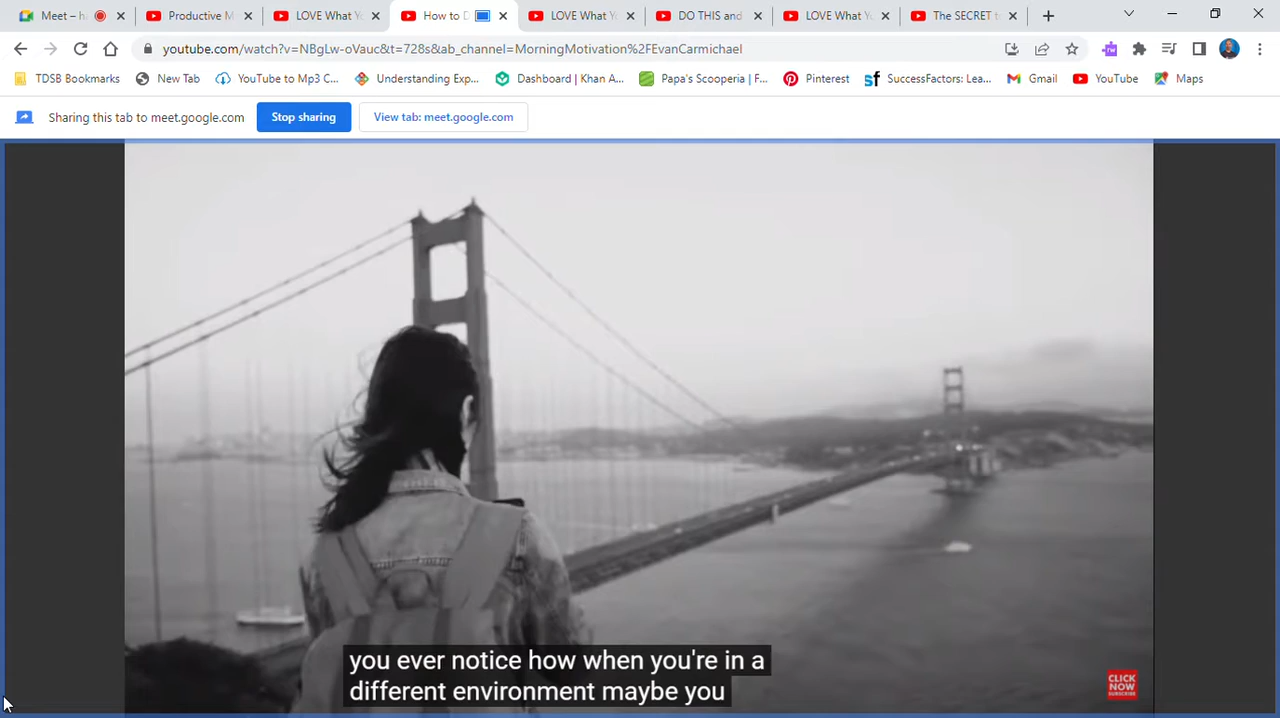 Meet – h
Productive M
LOVE What Y
How to D
LOVE What Y
DO THIS and
LOVE What Y
The SECRET t
youtube.com/watch?v=NBgLw-oVauc&t=728s&ab_channel=MorningMotivation%2FEvanCarmichael
TDSB Bookmarks
New Tab
YouTube to Mp3 C...
Understanding Exp...
Dashboard | Khan A...
Papa's Scooperia | F...
Pinterest
SuccessFactors: Lea...
Gmail
YouTube
Maps
Sharing this tab to meet.google.com
Stop sharing
View tab: meet.google.com
you ever notice how when you're in a
different environment maybe you
CLICK
NOW
SUBSCRIBE